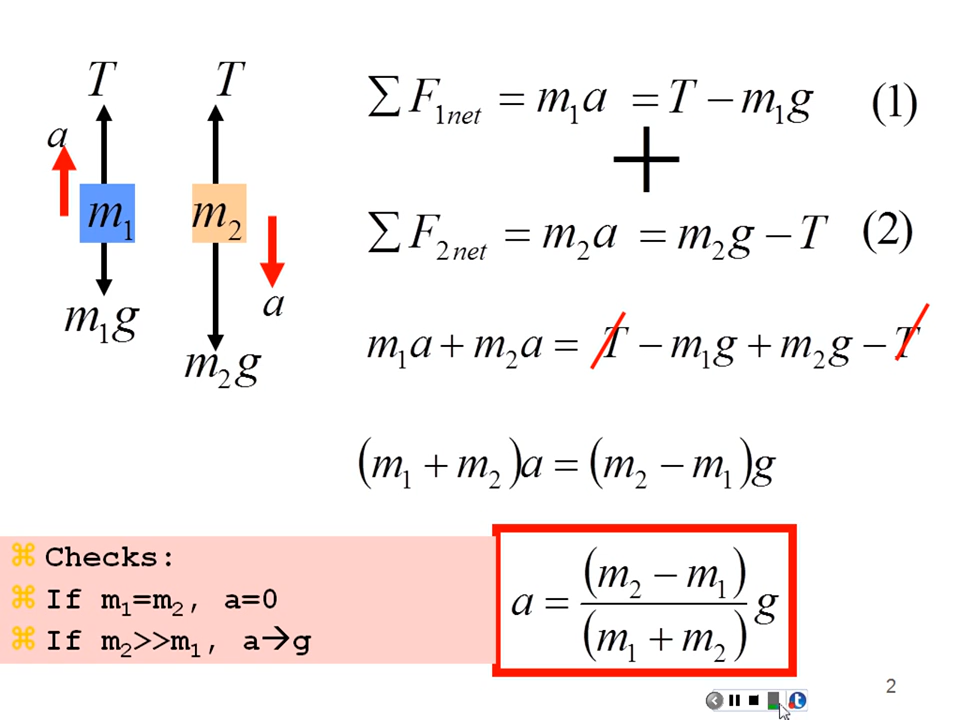 T T
a
m₁ m₂
m₁g
a
m₂g
∑ F₁net = m₁a = T − m₁g (1)
+
∑ F₂net = m₂a = m₂g − T (2)
m₁a + m₂a = T − m₁g + m₂g − T
(m₁ + m₂)a = (m₂ − m₁)g
a = (m₂ − m₁)/(m₁ + m₂) g
Checks:
If m₁=m₂, a=0
If m₂>>m₁, a→g
2